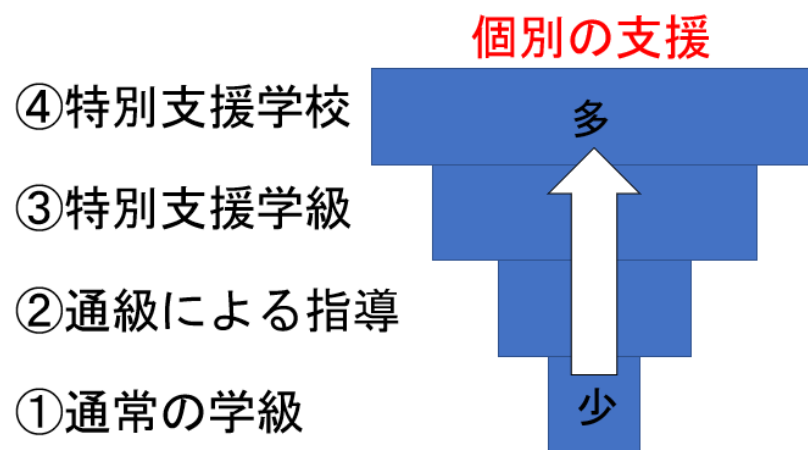 個別の支援
④特別支援学校
多
③特別支援学級
②通級による指導
①通常の学級
少